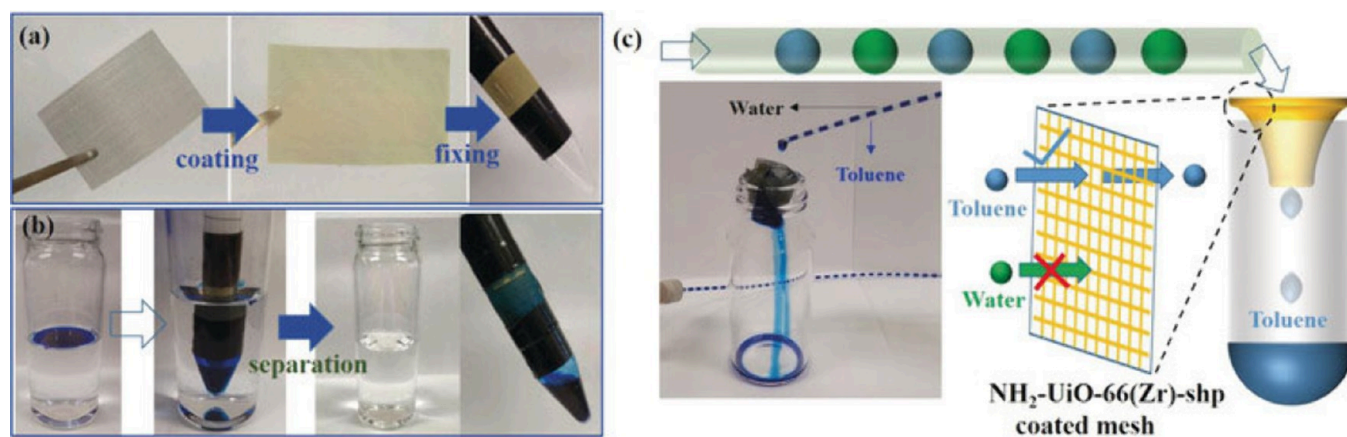 (a)
coating
fixing
(b)
separation
(c)
Water
Toluene
Toluene
Water
Toluene
NH₂-UiO-66(Zr)-shp
coated mesh